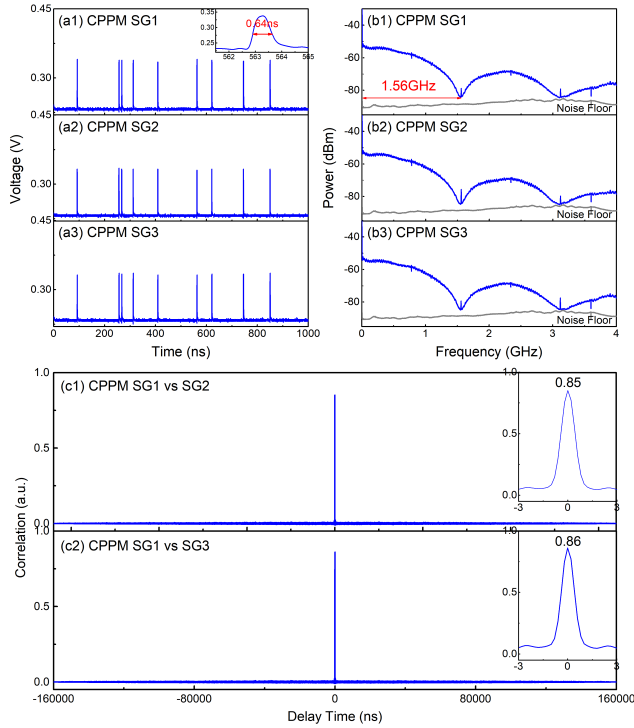 (a1) CPPM SG1
0.64ns
0.35
0.30
0.25
562 563 564 565
0.30
0.45
(a2) CPPM SG2
0.30
0.45
(a3) CPPM SG3
0.30
0 200 400 600 800 1000
Time (ns)
Voltage (V)
(b1) CPPM SG1
1.56GHz
Noise Floor
-40
-60
-80
(b2) CPPM SG2
Noise Floor
-40
-60
-80
(b3) CPPM SG3
Noise Floor
-60
-80
0 1 2 3 4
Frequency (GHz)
Power (dBm)
(c1) CPPM SG1 vs SG2
1.0
0.5
0.0
0.85
1.0
0.5
0.0
-3 0 3
(c2) CPPM SG1 vs SG3
1.0
0.5
0.0
0.86
1.0
0.5
0.0
-3 0 3
-160000 -80000 0 80000 160000
Delay Time (ns)
Correlation (a.u.)